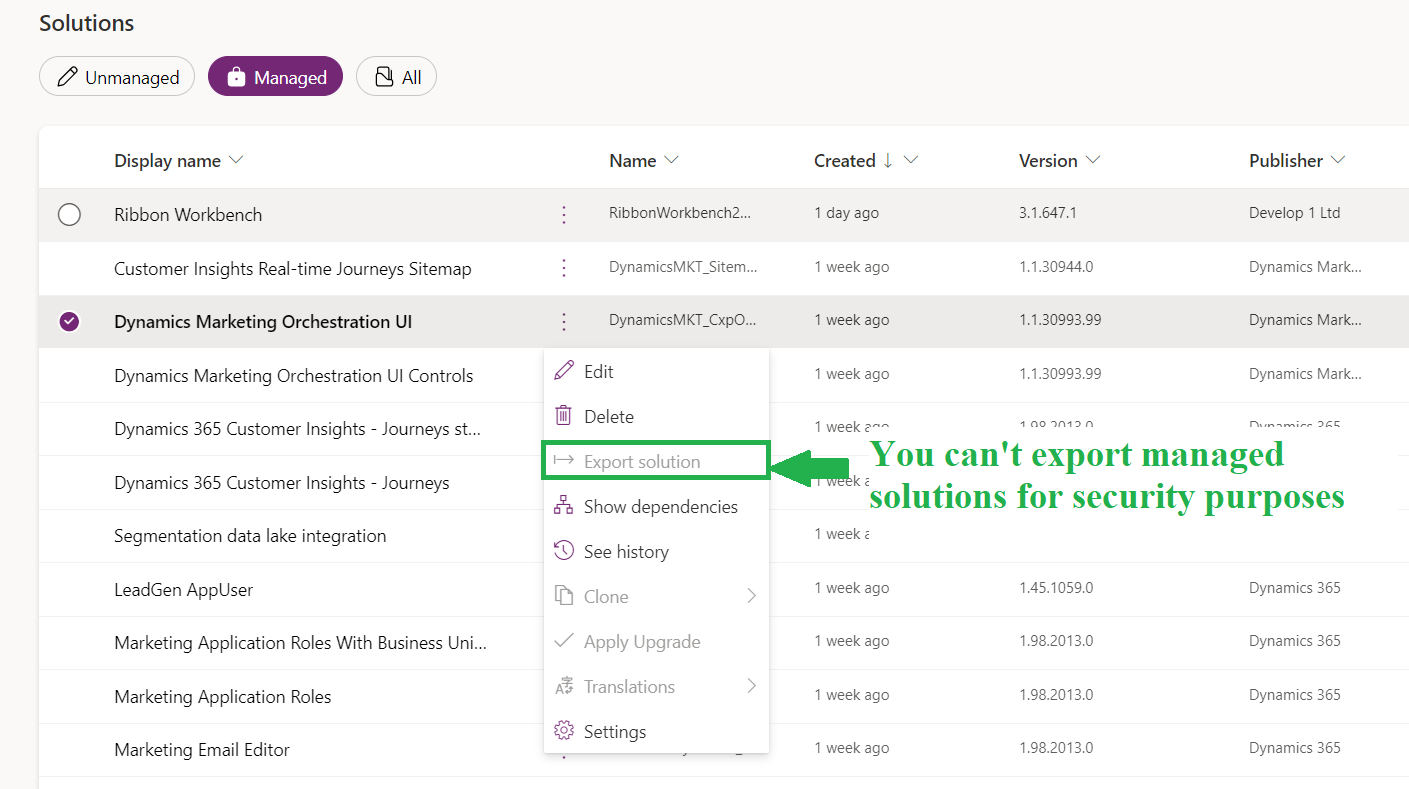 Solutions
Unmanaged Managed All
Display name Name Created Version Publisher
Ribbon Workbench RibbonWorkbench2... 1 day ago 3.1.647.1 Develop 1 Ltd
Customer Insights Real-time Journeys Sitemap DynamicsMKT_Sitem... 1 week ago 1.1.30944.0 Dynamics Mark...
Dynamics Marketing Orchestration UI DynamicsMKT_CxpO... 1 week ago 1.1.30993.99 Dynamics Mark...
Dynamics Marketing Orchestration UI Controls 1 week ago 1.1.30993.99 Dynamics Mark...
Dynamics 365 Customer Insights - Journeys st... 1 week ago 1.98.2013.0 Dynamics 365
Dynamics 365 Customer Insights - Journeys 1 week a
Segmentation data lake integration 1 week a
LeadGen AppUser 1 week ago 1.45.1059.0 Dynamics 365
Marketing Application Roles With Business Uni... 1 week ago 1.98.2013.0 Dynamics 365
Marketing Application Roles 1 week ago 1.98.2013.0 Dynamics 365
Marketing Email Editor 1 week ago 1.98.2013.0 Dynamics 365
Edit
Delete
Export solution
Show dependencies
See history
Clone
Apply Upgrade
Translations
Settings
You can't export managed
solutions for security purposes